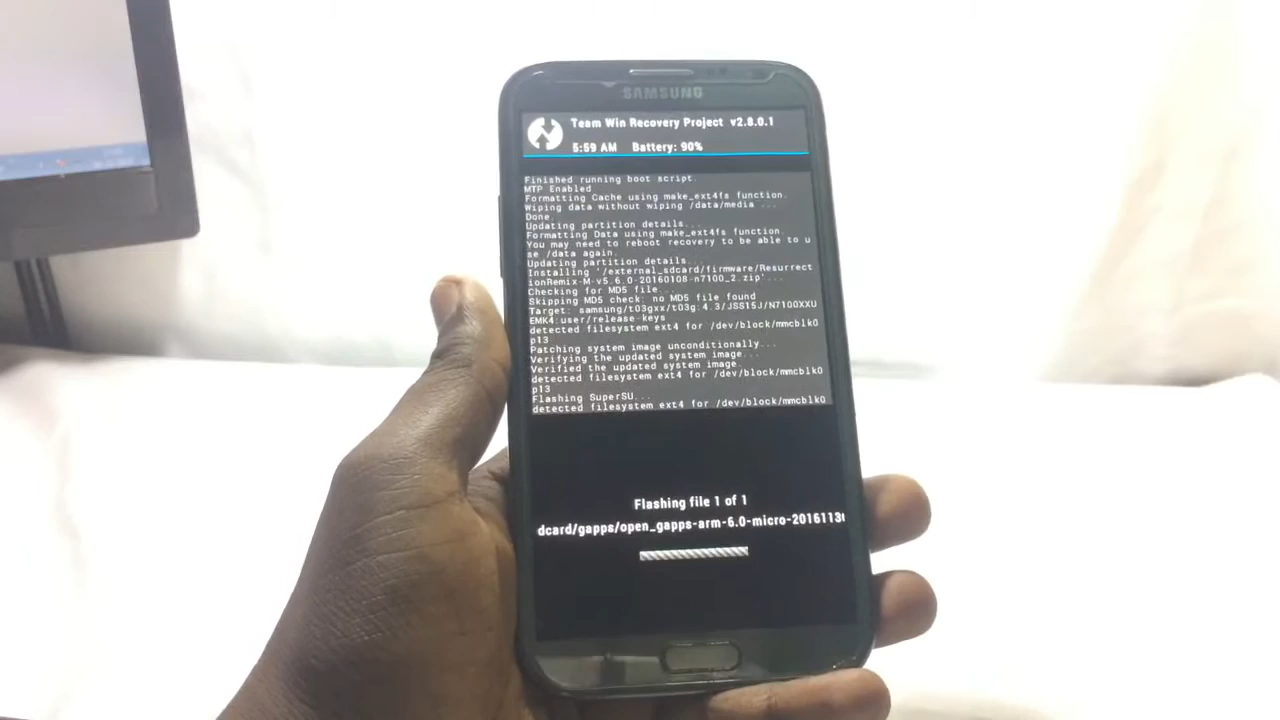 SAMSUNG
Team Win Recovery Project v2.8.0.1
5:59 AM Battery: 90%
Finished running boot script.
MTP Enabled
Formatting Cache using make_ext4fs function.
Wiping data without wiping /data/media ...
Done.
Updating partition details...
Formatting Data using make_ext4fs function.
You may need to reboot recovery to be able to u
se /data again.
Updating partition details...
Installing '/external_sdcard/firmware/Resurrect
ionRemix-M-v5.6.0-20160108-n7100_2.zip'...
Checking for MD5 file...
Skipping MD5 check: no MD5 file found
Target: samsung/t03gxx/t03g:4.3/JSS15J/N7100XXU
EMK4:user/release-keys
detected filesystem ext4 for /dev/block/mmcblk0
p13
Patching system image unconditionally...
Verifying the updated system image...
Verified the updated system image.
detected filesystem ext4 for /dev/block/mmcblk0
p13
Flashing SuperSU...
detected filesystem ext4 for /dev/block/mmcblk0
Flashing file 1 of 1
dcard/gapps/open_gapps-arm-6.0-micro-2016113